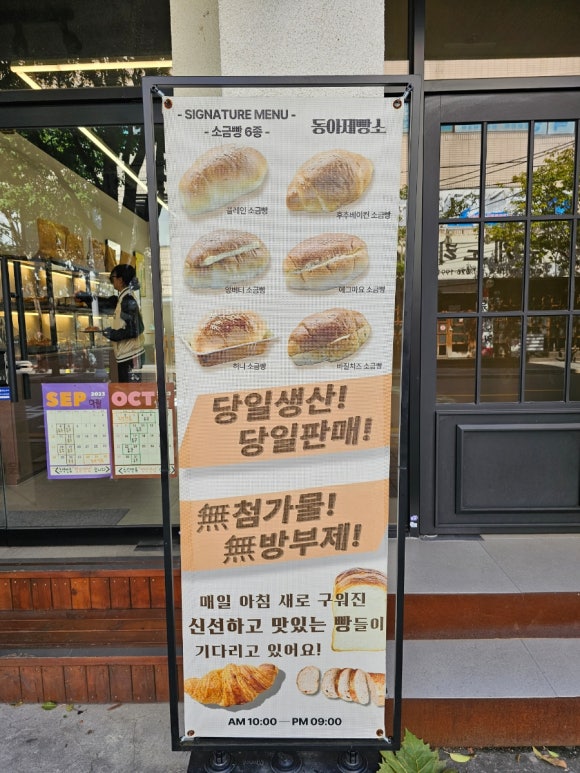 - SIGNATURE MENU -
- 소금빵 6종 -
동아제빵소
플레인 소금빵
후추베이컨 소금빵
앙버터 소금빵
에그마요 소금빵
허니 소금빵
바질치즈 소금빵
당일생산!
당일판매!
無첨가물!
無방부제!
매일 아침 새로 구워진
신선하고 맛있는 빵들이
기다리고 있어요!
AM 10:00 — PM 09:00
SEP 2023
OCT